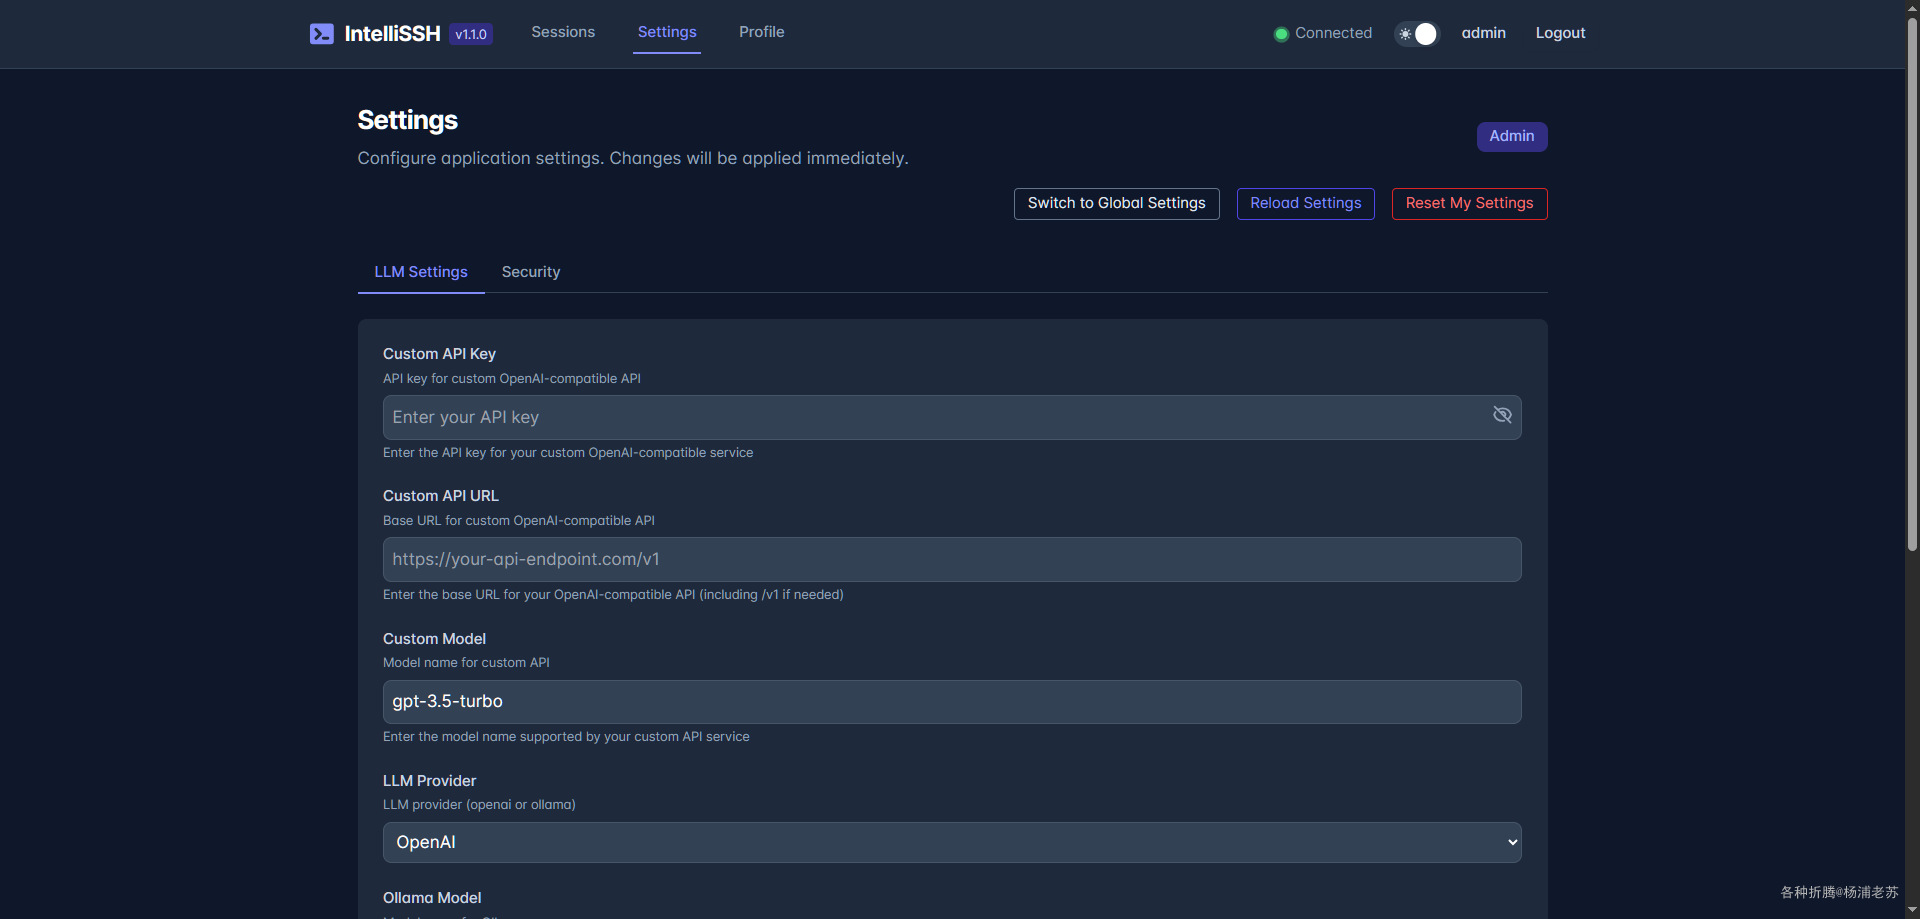 IntelliSSH v1.1.0 Sessions Settings Profile Connected admin Logout
Settings
Configure application settings. Changes will be applied immediately.
Admin
Switch to Global Settings Reload Settings Reset My Settings
LLM Settings Security
Custom API Key
API key for custom OpenAI-compatible API
Enter your API key
Enter the API key for your custom OpenAI-compatible service
Custom API URL
Base URL for custom OpenAI-compatible API
https://your-api-endpoint.com/v1
Enter the base URL for your OpenAI-compatible API (including /v1 if needed)
Custom Model
Model name for custom API
gpt-3.5-turbo
Enter the model name supported by your custom API service
LLM Provider
LLM provider (openai or ollama)
OpenAI
Ollama Model
各种折腾@杨浦老苏